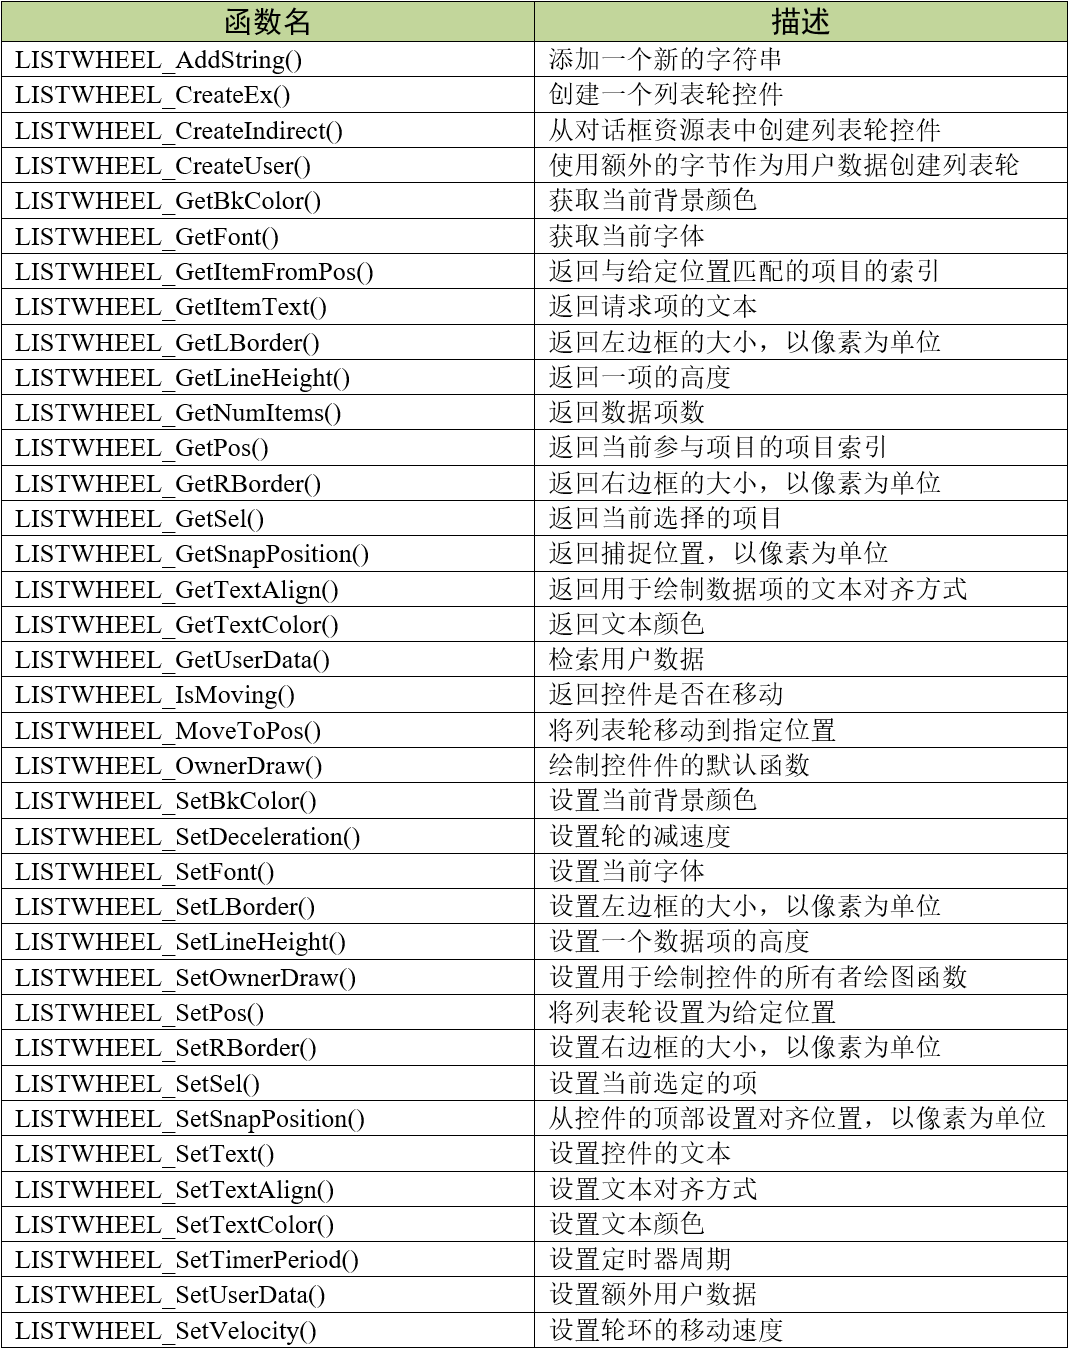 函数名 描述
LISTWHEEL_AddString() 添加一个新的字符串
LISTWHEEL_CreateEx() 创建一个列表轮控件
LISTWHEEL_CreateIndirect() 从对话框资源表中创建列表轮控件
LISTWHEEL_CreateUser() 使用额外的字节作为用户数据创建列表轮
LISTWHEEL_GetBkColor() 获取当前背景颜色
LISTWHEEL_GetFont() 获取当前字体
LISTWHEEL_GetItemFromPos() 返回与给定位置匹配的项目的索引
LISTWHEEL_GetItemText() 返回请求项的文本
LISTWHEEL_GetLBorder() 返回左边框的大小，以像素为单位
LISTWHEEL_GetLineHeight() 返回一项的高度
LISTWHEEL_GetNumItems() 返回数据项数
LISTWHEEL_GetPos() 返回当前参与项目的项目索引
LISTWHEEL_GetRBorder() 返回右边框的大小，以像素为单位
LISTWHEEL_GetSel() 返回当前选择的项目
LISTWHEEL_GetSnapPosition() 返回捕捉位置，以像素为单位
LISTWHEEL_GetTextAlign() 返回用于绘制数据项的文本对齐方式
LISTWHEEL_GetTextColor() 返回文本颜色
LISTWHEEL_GetUserData() 检索用户数据
LISTWHEEL_IsMoving() 返回控件是否在移动
LISTWHEEL_MoveToPos() 将列表轮移动到指定位置
LISTWHEEL_OwnerDraw() 绘制控件件的默认函数
LISTWHEEL_SetBkColor() 设置当前背景颜色
LISTWHEEL_SetDeceleration() 设置轮的减速度
LISTWHEEL_SetFont() 设置当前字体
LISTWHEEL_SetLBorder() 设置左边框的大小，以像素为单位
LISTWHEEL_SetLineHeight() 设置一个数据项的高度
LISTWHEEL_SetOwnerDraw() 设置用于绘制控件的所有者绘图函数
LISTWHEEL_SetPos() 将列表轮设置为给定位置
LISTWHEEL_SetRBorder() 设置右边框的大小，以像素为单位
LISTWHEEL_SetSel() 设置当前选定的项
LISTWHEEL_SetSnapPosition() 从控件的顶部设置对齐位置，以像素为单位
LISTWHEEL_SetText() 设置控件的文本
LISTWHEEL_SetTextAlign() 设置文本对齐方式
LISTWHEEL_SetTextColor() 设置文本颜色
LISTWHEEL_SetTimerPeriod() 设置定时器周期
LISTWHEEL_SetUserData() 设置额外用户数据
LISTWHEEL_SetVelocity() 设置轮环的移动速度